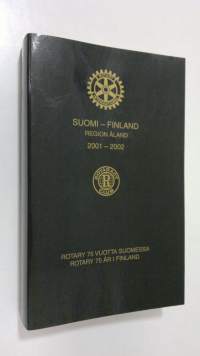 SUOMI – FINLAND
REGION ÅLAND
2001 – 2002
R
ROTARY 75 VUOTTA SUOMESSA
ROTARY 75 ÅR I FINLAND